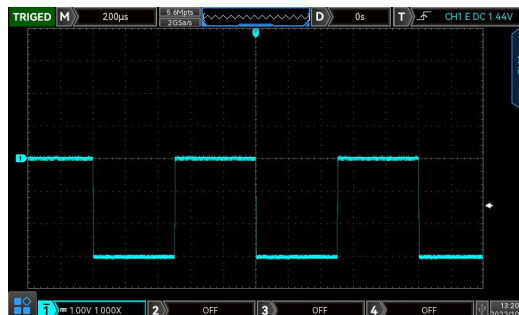 TRIGED M 200μs 5.6Mpts D 0s T CH1 E DC 1.44V
2GSa/s
T
1
1 1.00V 1.000X 2 OFF 3 OFF 4 OFF 13:20